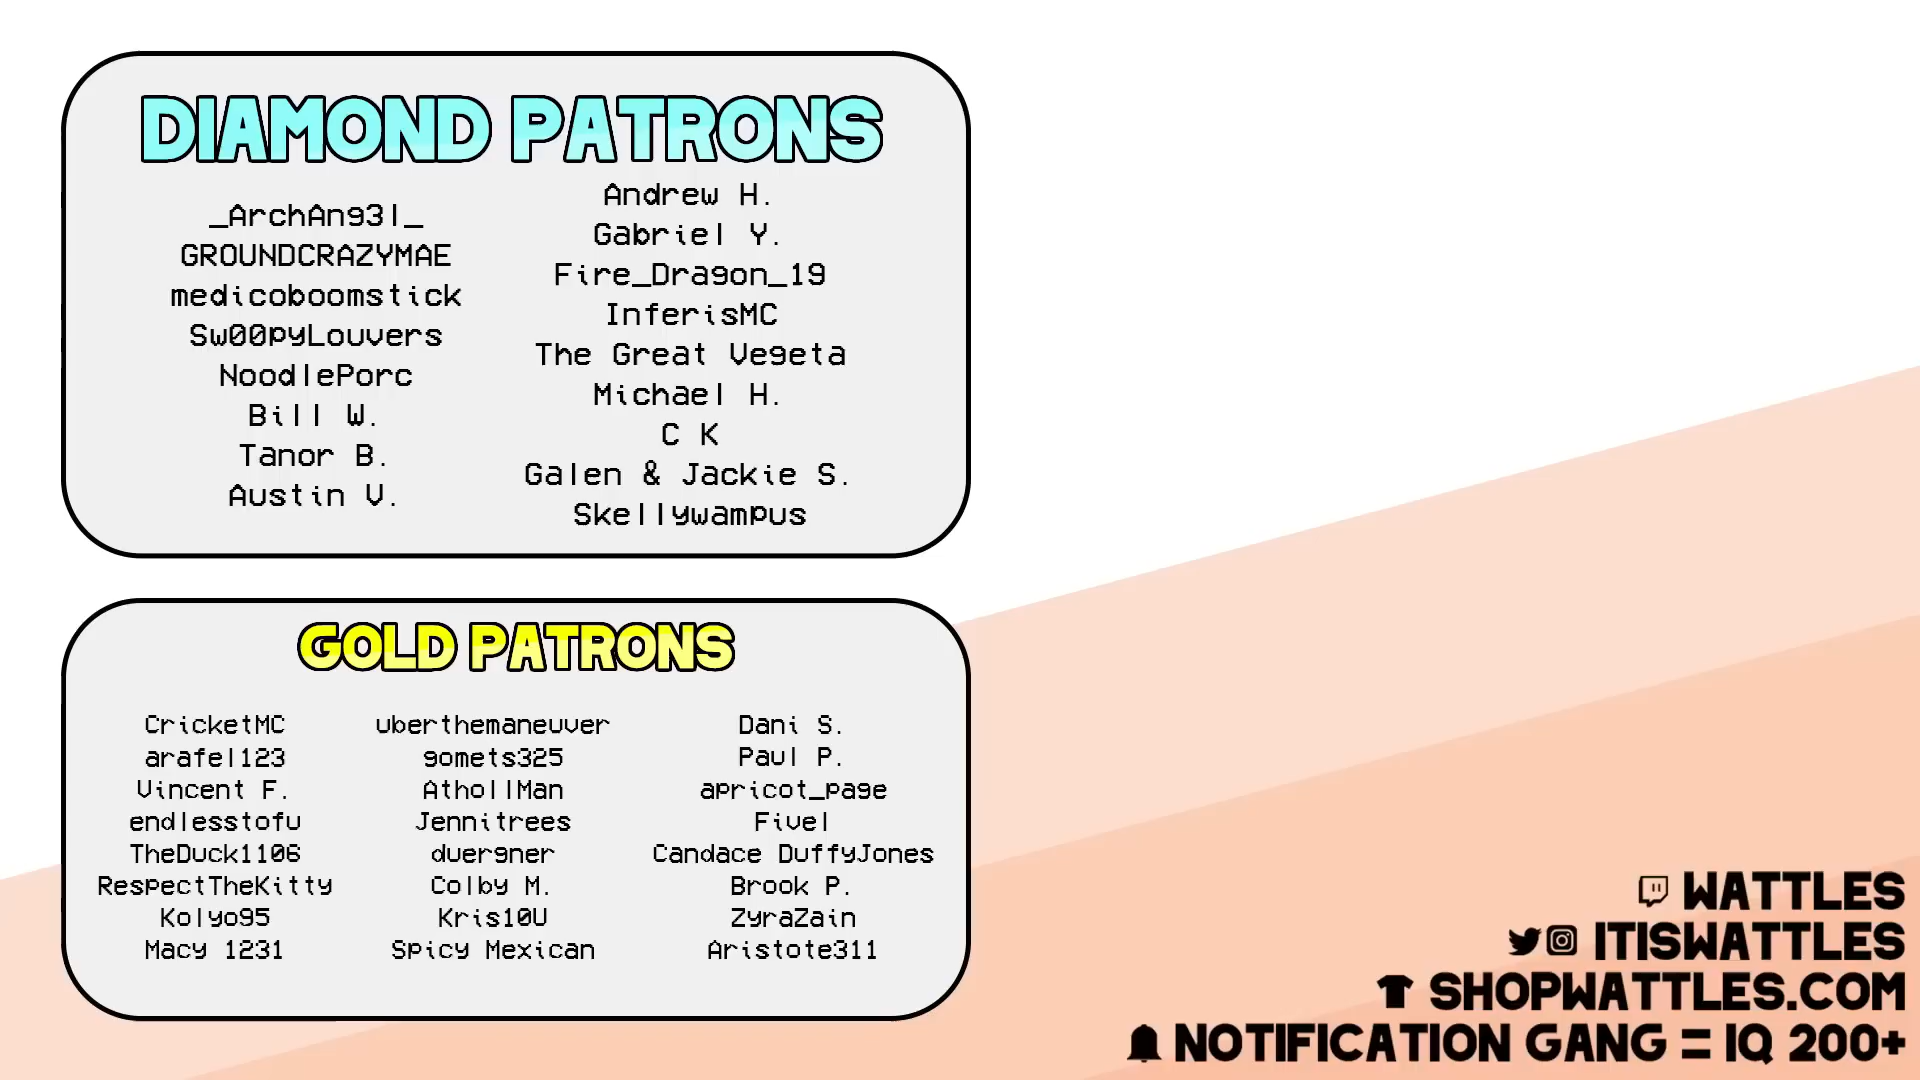 DIAMOND PATRONS
_ArchAng3l_
GROUNDCRAZYMAE
medicoboomstick
Sw00pyLouvers
NoodlePorc
Bill W.
Tanor B.
Austin V.
Andrew H.
Gabriel Y.
Fire_Dragon_19
InferisMC
The Great Vegeta
Michael H.
C K
Galen & Jackie S.
Skellywampus
GOLD PATRONS
CricketMC
arafel123
Vincent F.
endlesstofu
TheDuck1106
RespectTheKitty
Kolyo95
Macy 1231
uberthemaneuver
gomets325
AthollMan
Jennitrees
duergner
Colby M.
Kris10U
Spicy Mexican
Dani S.
Paul P.
apricot_page
Fivel
Candace DuffyJones
Brook P.
ZyraZain
Aristote311
WATTLES
ITISWATTLES
SHOPWATTLES.COM
NOTIFICATION GANG = IQ 200+